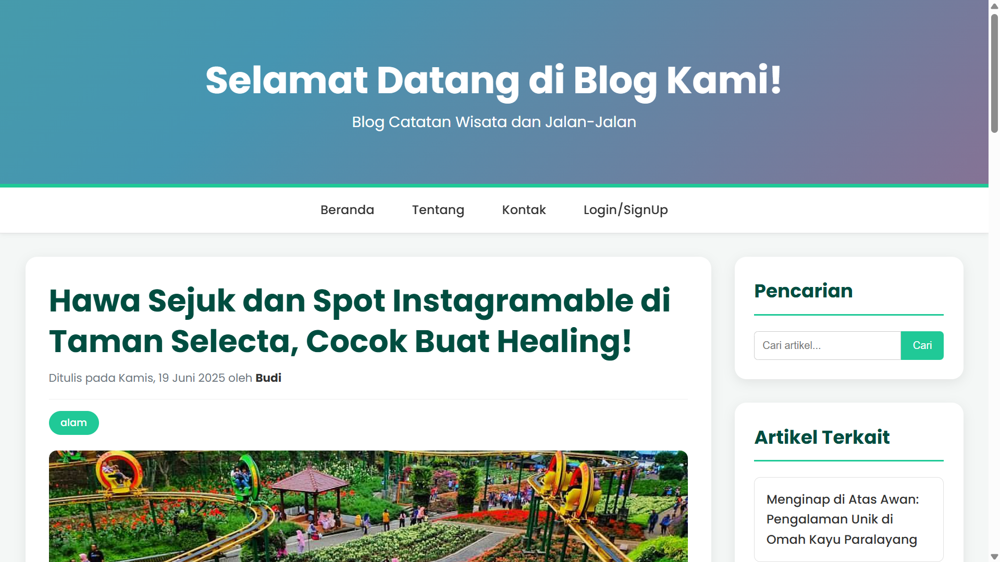 Selamat Datang di Blog Kami!
Blog Catatan Wisata dan Jalan-Jalan
Beranda
Tentang
Kontak
Login/SignUp
Hawa Sejuk dan Spot Instagramable di
Taman Selecta, Cocok Buat Healing!
Ditulis pada Kamis, 19 Juni 2025 oleh Budi
alam
Pencarian
Cari artikel...
Cari
Artikel Terkait
Menginap di Atas Awan:
Pengalaman Unik di
Omah Kayu Paralayang